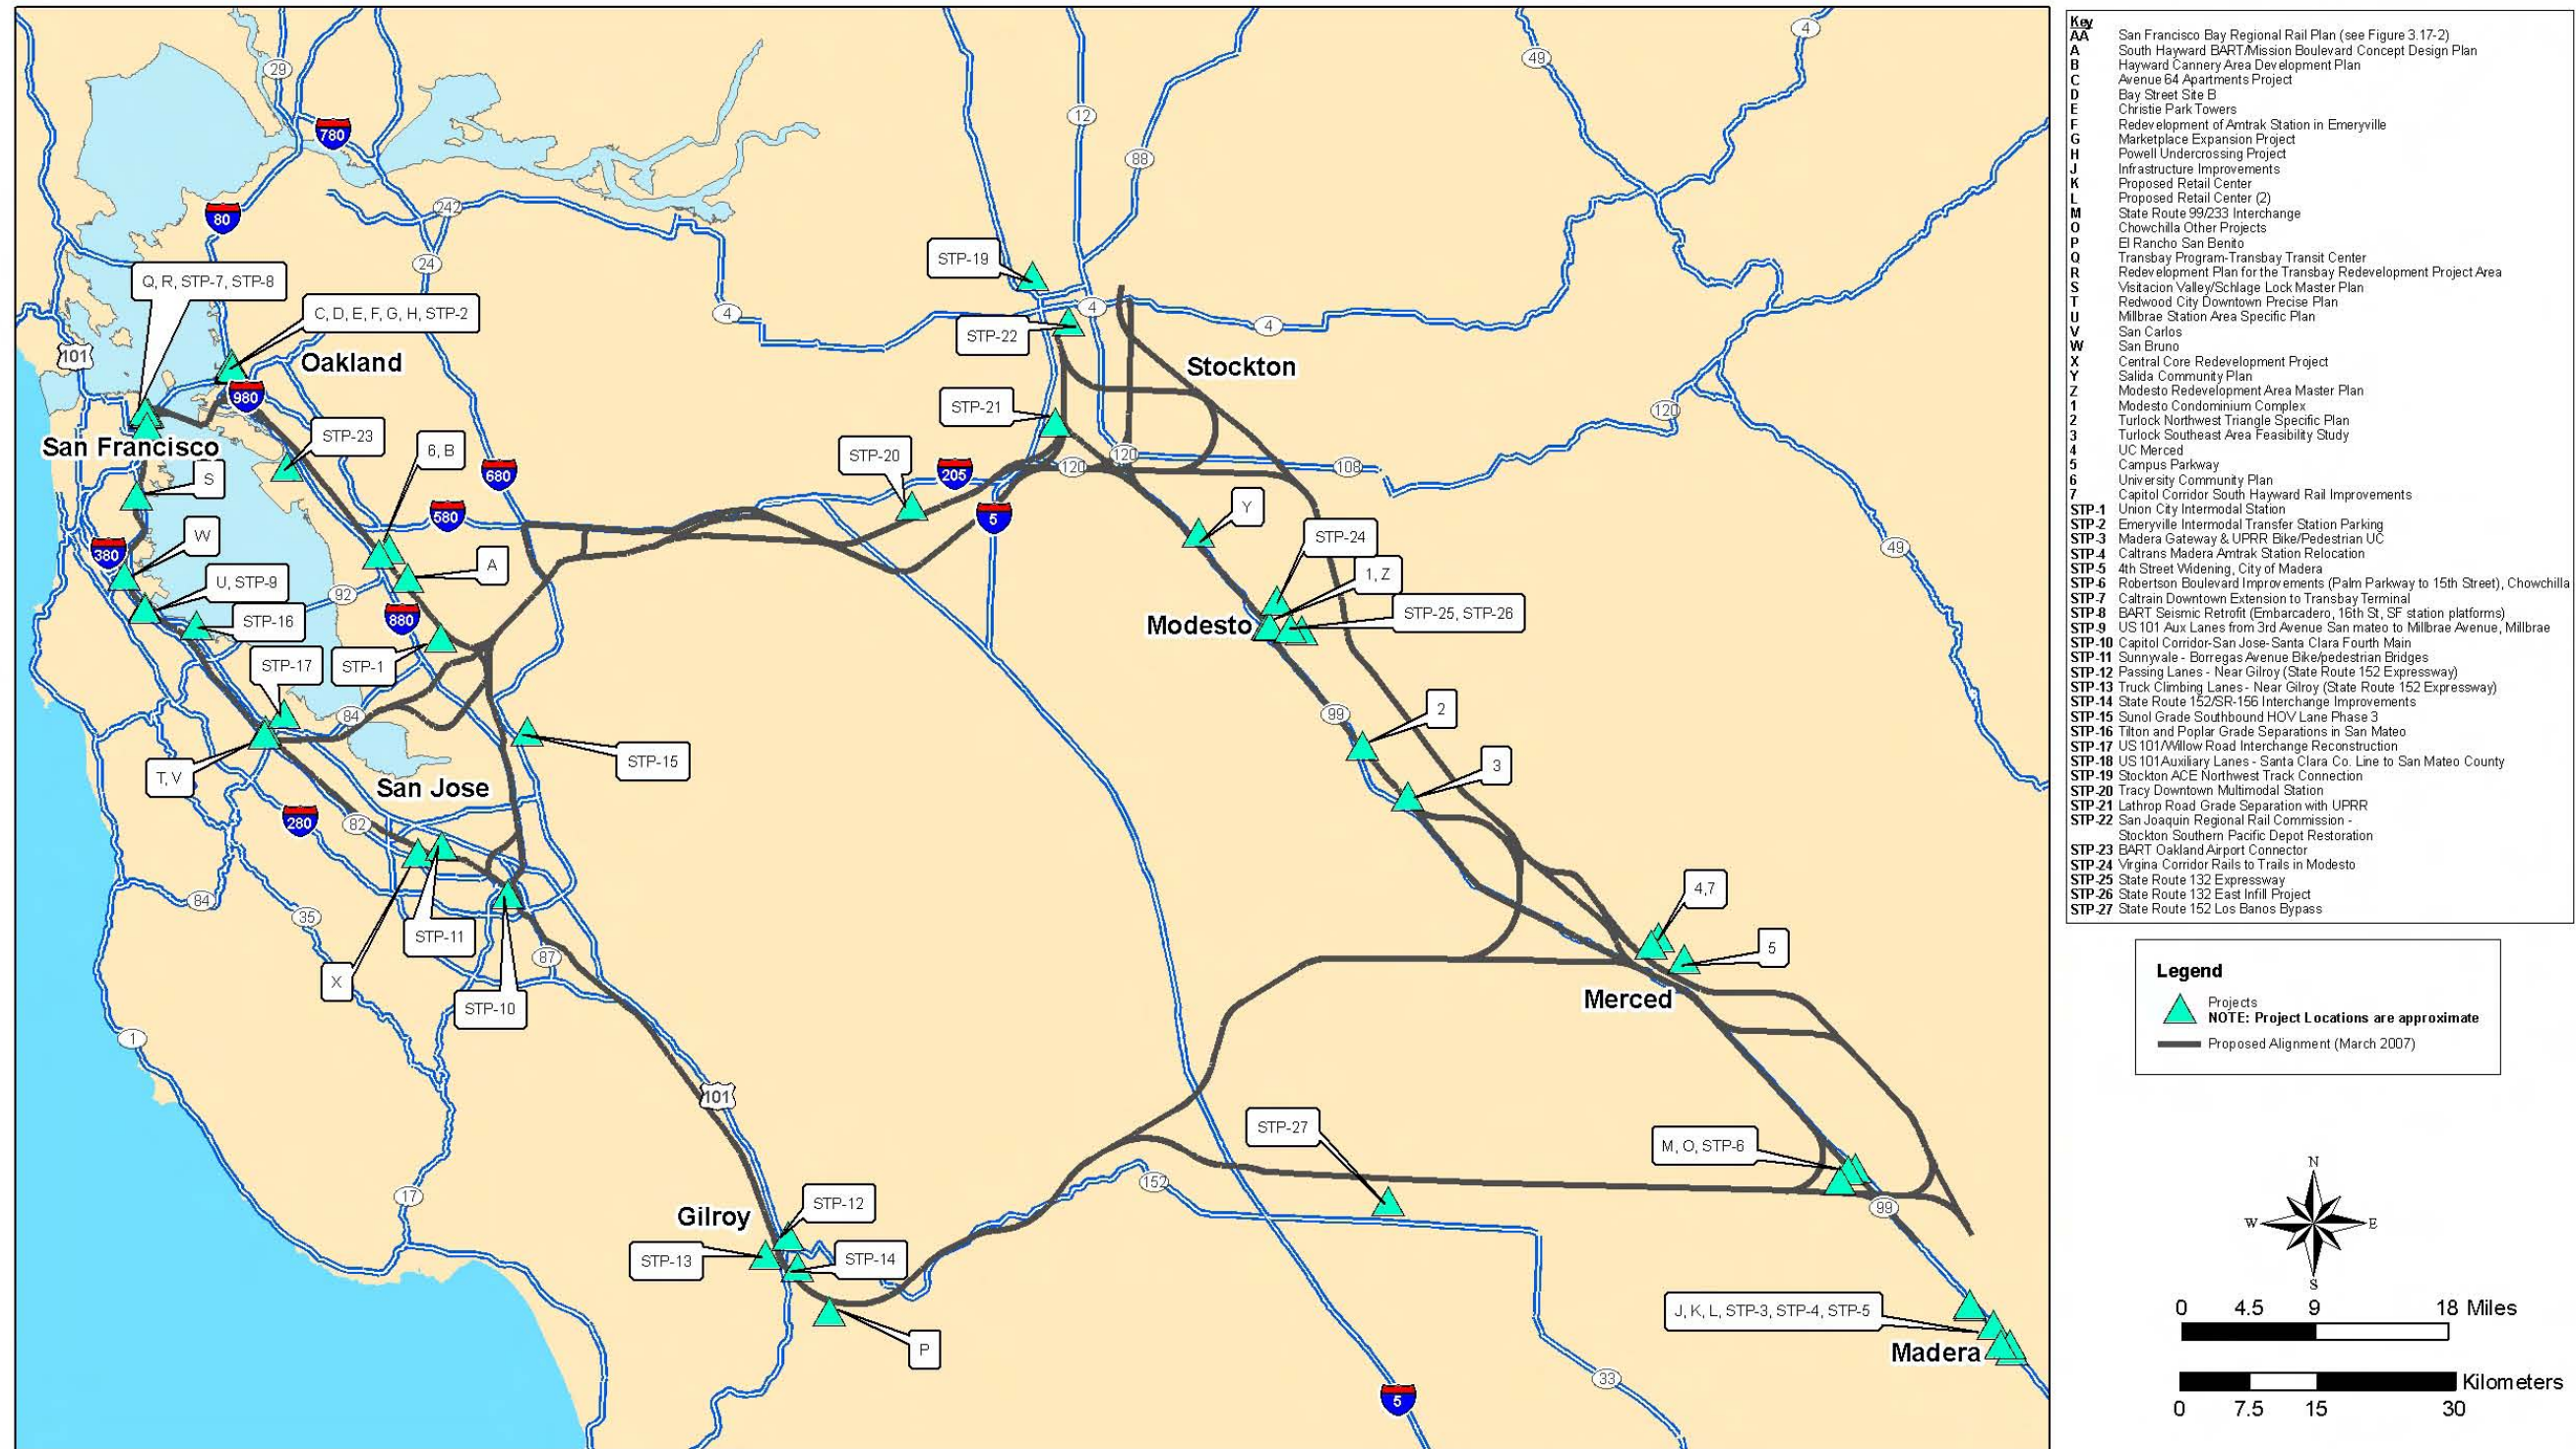 29
780
12
49
4
88
80
242
24
STP-19
Q, R, STP-7, STP-8
C, D, E, F, G, H, STP-2
4
4
4
STP-22
101
Oakland
Stockton
980
STP-21
120
San Francisco
STP-23
6, B
STP-20
120
120
108
S
680
205
Y
580
5
W
380
STP-24
49
A
1, Z
U, STP-9
92
STP-25, STP-26
880
STP-16
Modesto
STP-17
STP-1
2
84
99
STP-15
3
T, V
San Jose
280
82
4,7
84
35
STP-11
5
87
X
Merced
STP-10
1
101
STP-27
M, O, STP-6
152
17
STP-12
99
Gilroy
STP-13
STP-14
J, K, L, STP-3, STP-4, STP-5
P
Madera
33
5
Key
AA San Francisco Bay Regional Rail Plan (see Figure 3.17-2)
A South Hayward BART/Mission Boulevard Concept Design Plan
B Hayward Cannery Area Development Plan
C Avenue 64 Apartments Project
D Bay Street Site B
E Christie Park Towers
F Redevelopment of Amtrak Station in Emeryville
G Marketplace Expansion Project
H Powell Undercrossing Project
J Infrastructure Improvements
K Proposed Retail Center
L Proposed Retail Center (2)
M State Route 99/233 Interchange
O Chowchilla Other Projects
P El Rancho San Benito
Q Transbay Program-Transbay Transit Center
R Redevelopment Plan for the Transbay Redevelopment Project Area
S Visitacion Valley/Schlage Lock Master Plan
T Redwood City Downtown Precise Plan
U Millbrae Station Area Specific Plan
V San Carlos
W San Bruno
X Central Core Redevelopment Project
Y Salida Community Plan
Z Modesto Redevelopment Area Master Plan
1 Modesto Condominium Complex
2 Turlock Northwest Triangle Specific Plan
3 Turlock Southeast Area Feasibility Study
4 UC Merced
5 Campus Parkway
6 University Community Plan
7 Capitol Corridor South Hayward Rail Improvements
STP-1 Union City Intermodal Station
STP-2 Emeryville Intermodal Transfer Station Parking
STP-3 Madera Gateway & UPRR Bike/Pedestrian UC
STP-4 Caltrans Madera Amtrak Station Relocation
STP-5 4th Street Widening, City of Madera
STP-6 Robertson Boulevard Improvements (Palm Parkway to 15th Street), Chowchilla
STP-7 Caltrain Downtown Extension to Transbay Terminal
STP-8 BART Seismic Retrofit (Embarcadero, 16th St, SF station platforms)
STP-9 US 101 Aux Lanes from 3rd Avenue San mateo to Millbrae Avenue, Millbrae
STP-10 Capitol Corridor-San Jose-Santa Clara Fourth Main
STP-11 Sunnyvale - Borregas Avenue Bike/pedestrian Bridges
STP-12 Passing Lanes - Near Gilroy (State Route 152 Expressway)
STP-13 Truck Climbing Lanes - Near Gilroy (State Route 152 Expressway)
STP-14 State Route 152/SR-156 Interchange Improvements
STP-15 Sunol Grade Southbound HOV Lane Phase 3
STP-16 Tilton and Poplar Grade Separations in San Mateo
STP-17 US 101/Willow Road Interchange Reconstruction
STP-18 US 101 Auxiliary Lanes - Santa Clara Co. Line to San Mateo County
STP-19 Stockton ACE Northwest Track Connection
STP-20 Tracy Downtown Multimodal Station
STP-21 Lathrop Road Grade Separation with UPRR
STP-22 San Joaquin Regional Rail Commission -
Stockton Southern Pacific Depot Restoration
STP-23 BART Oakland Airport Connector
STP-24 Virgina Corridor Rails to Trails in Modesto
STP-25 State Route 132 Expressway
STP-26 State Route 132 East Infill Project
STP-27 State Route 152 Los Banos Bypass
Legend
Projects
NOTE: Project Locations are approximate
Proposed Alignment (March 2007)
N
W E
S
0 4.5 9 18 Miles
Kilometers
0 7.5 15 30